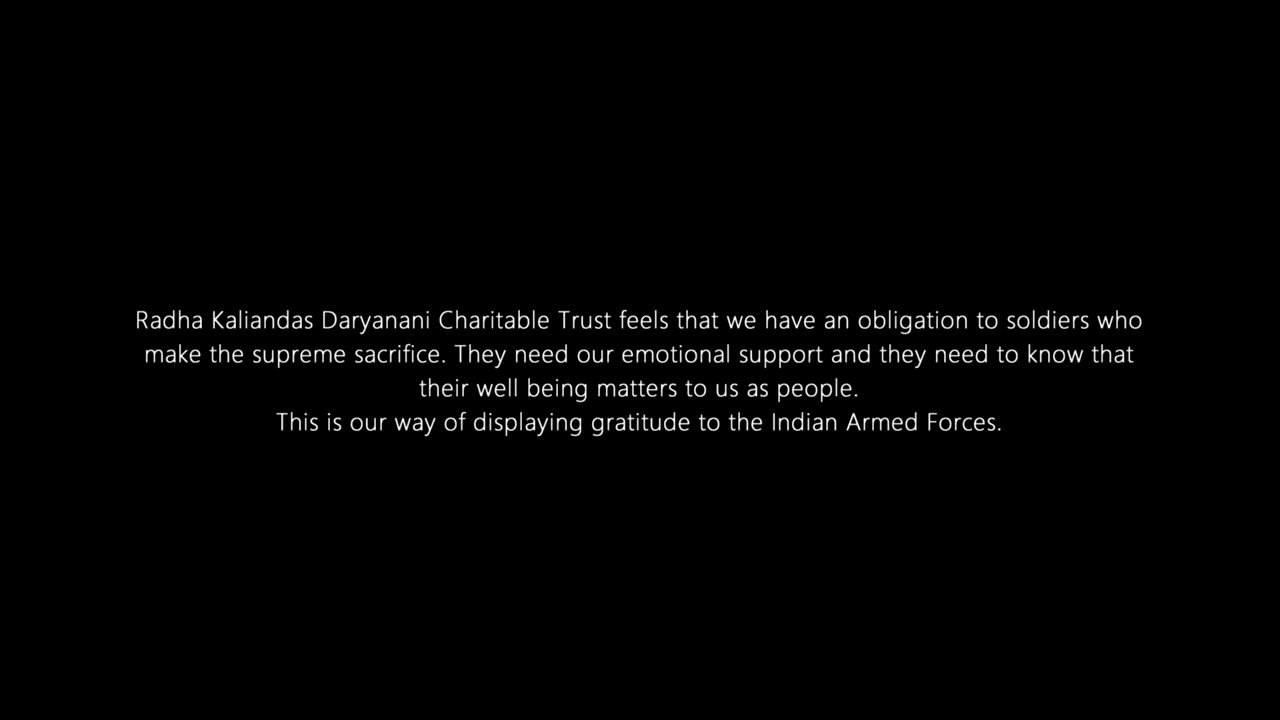 Radha Kaliandas Daryanani Charitable Trust feels that we have an obligation to soldiers who
make the supreme sacrifice. They need our emotional support and they need to know that
their well being matters to us as people.
This is our way of displaying gratitude to the Indian Armed Forces.